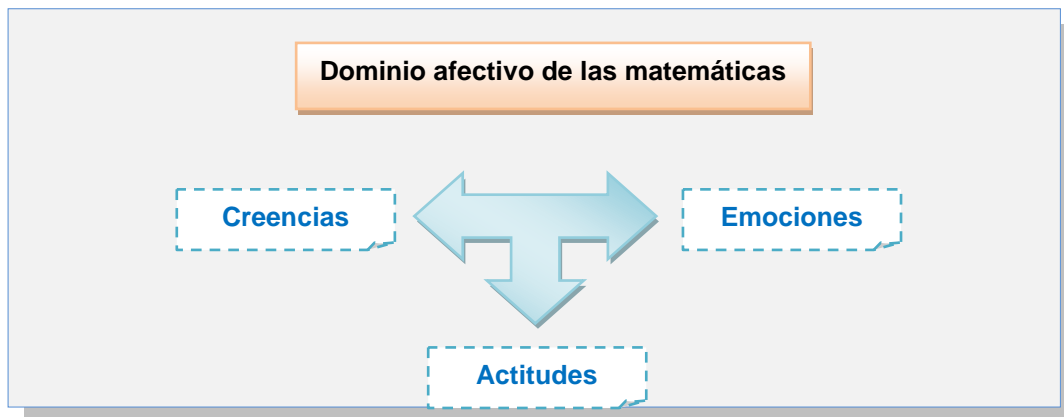 Dominio afectivo de las matemáticas
Creencias
Emociones
Actitudes